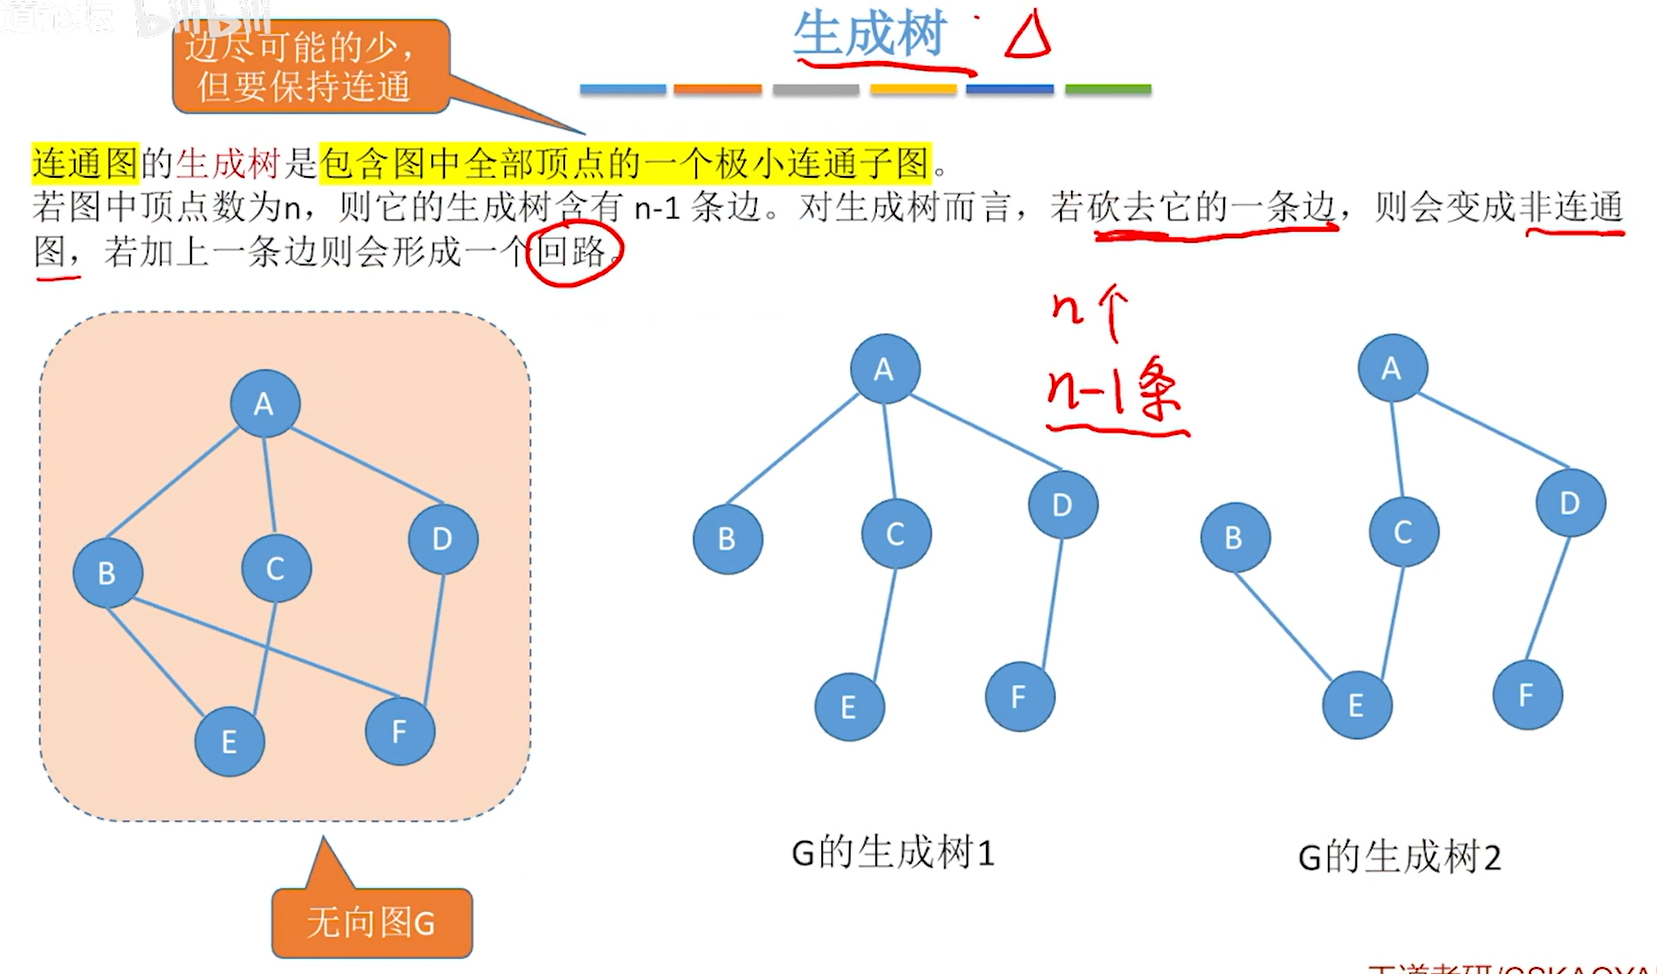 边尽可能的少，
但要保持连通
生成树
连通图的生成树是包含图中全部顶点的一个极小连通子图。
若图中顶点数为n，则它的生成树含有 n-1 条边。对生成树而言，若砍去它的一条边，则会变成非连通
图，若加上一条边则会形成一个回路。
n个
n-1条
A
B
C
D
E
F
A
B
C
D
E
F
A
B
C
D
E
F
G的生成树1
G的生成树2
无向图G